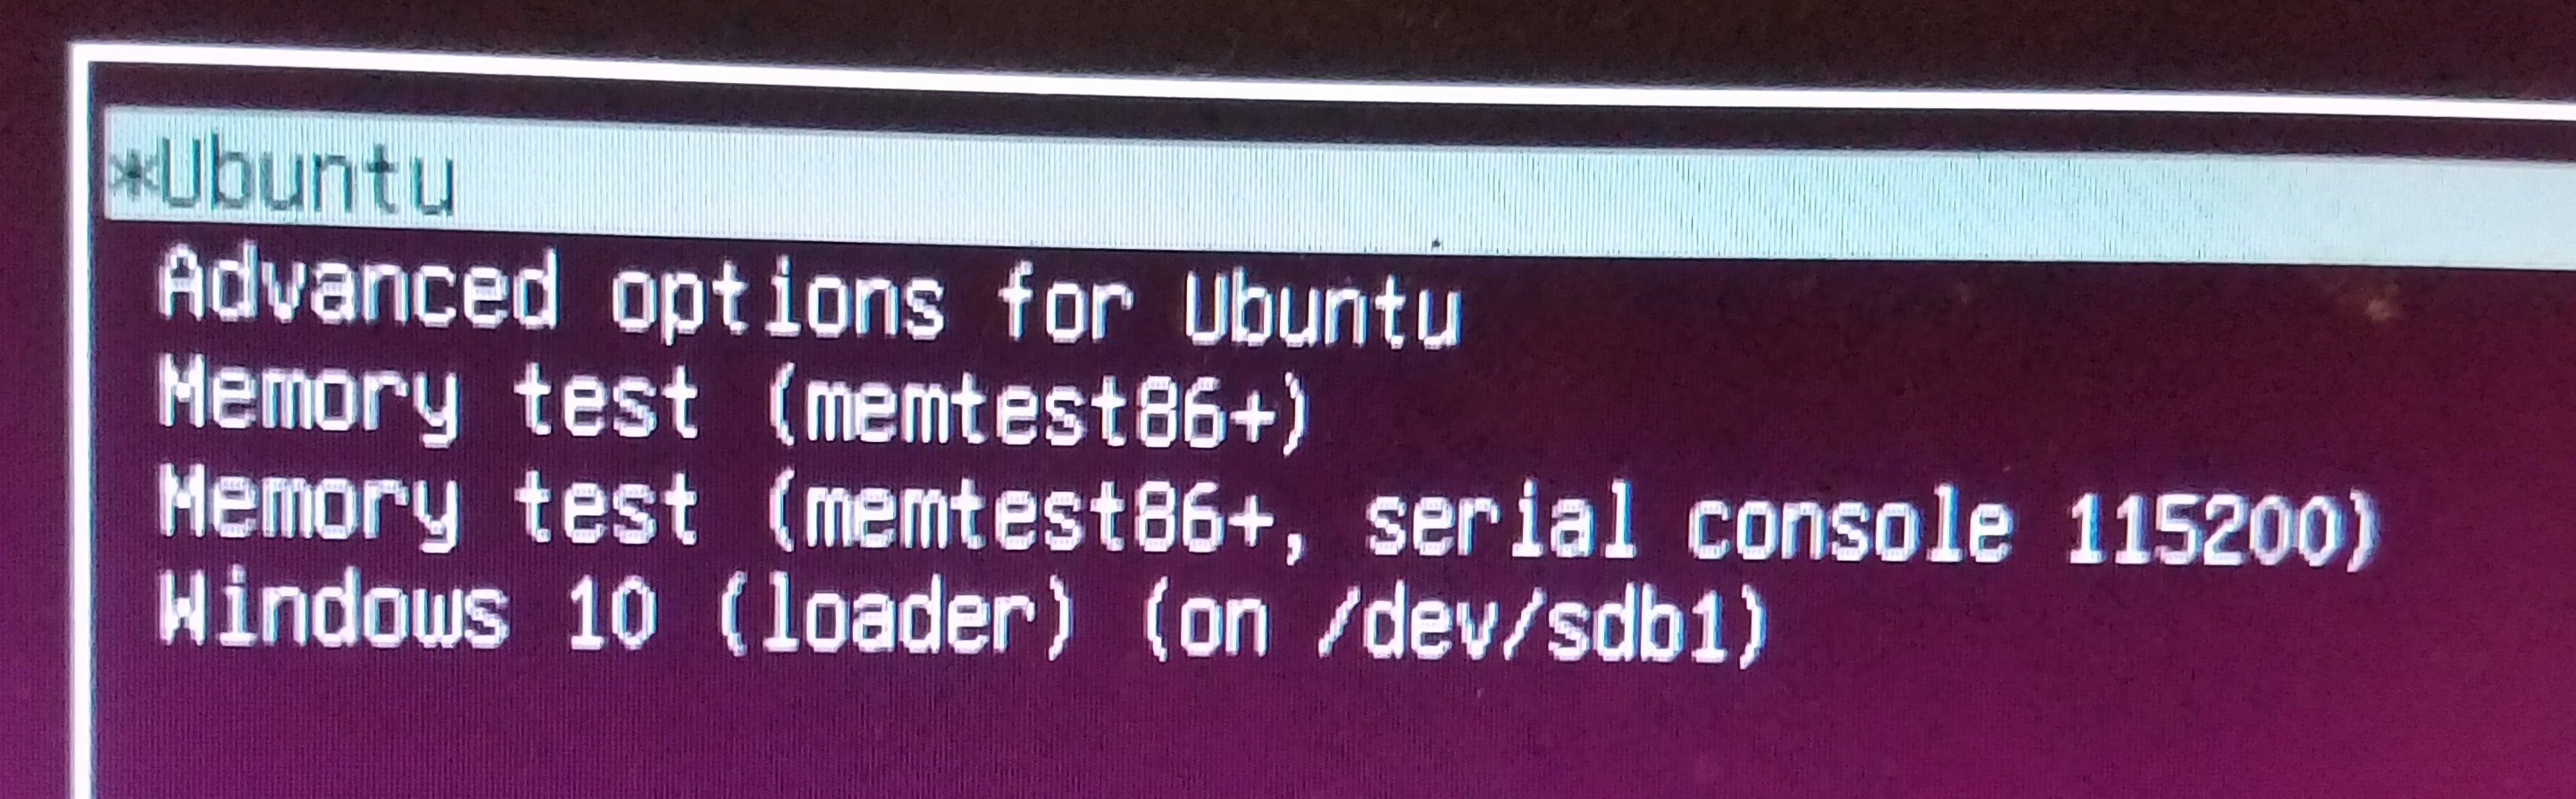 *Ubuntu
Advanced options for Ubuntu
Memory test (memtest86+)
Memory test (memtest86+, serial console 115200)
Windows 10 (loader) (on /dev/sdb1)